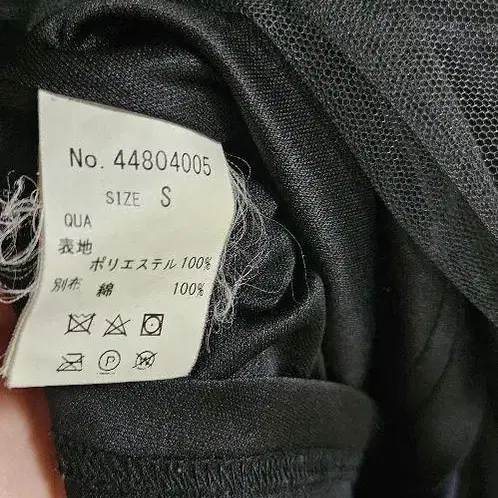 No. 44804005
SIZE S
QUA
表地
ポリエステル 100%
別布 綿 100%
P
W